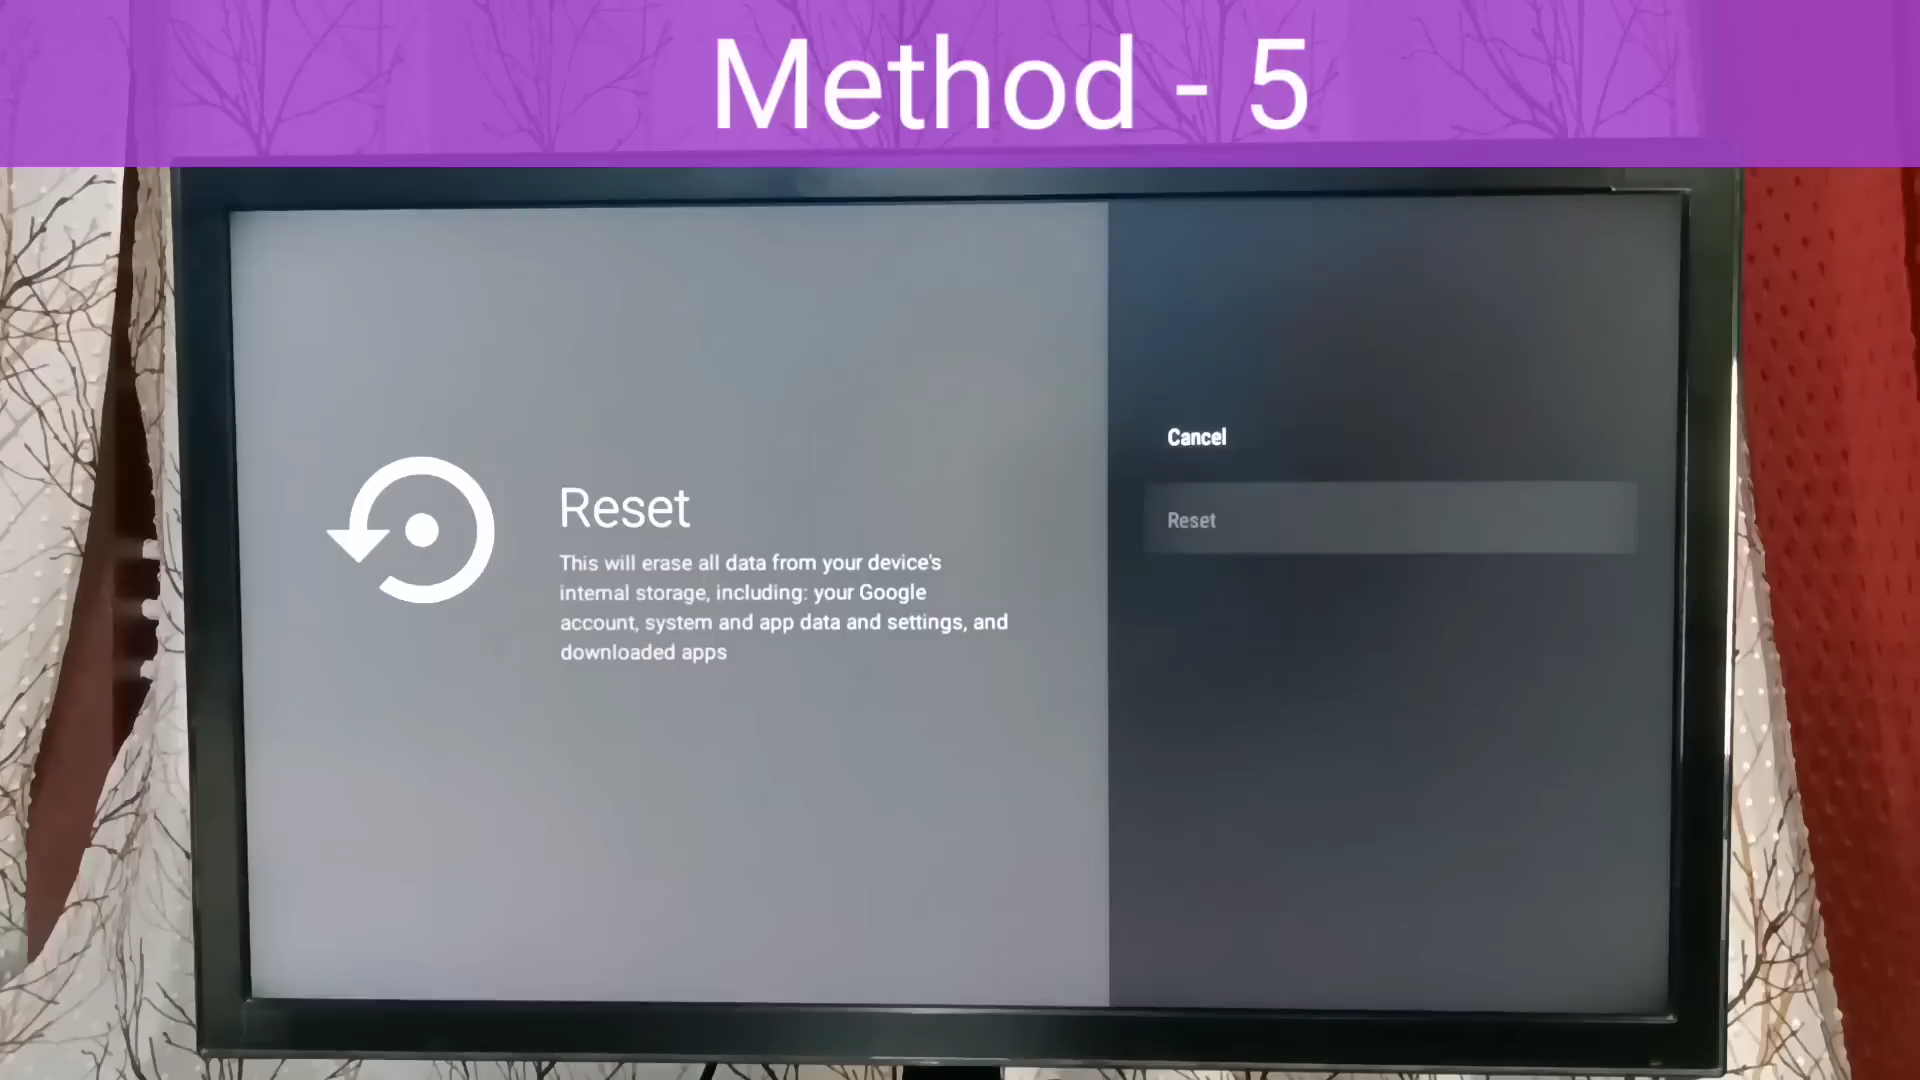 Method - 5
Reset
This will erase all data from your device's
internal storage, including: your Google
account, system and app data and settings, and
downloaded apps
Cancel
Reset